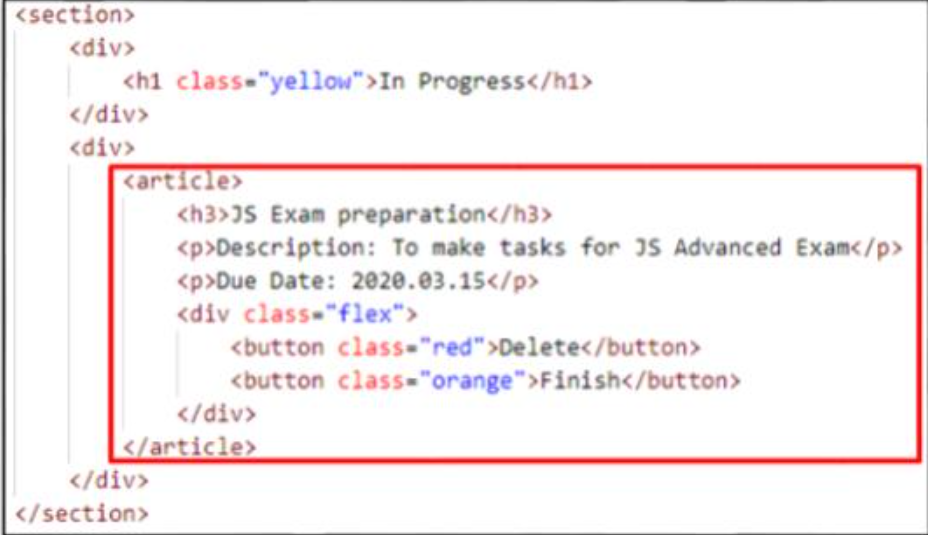 <section>
<div>
<h1 class="yellow">In Progress</h1>
</div>
<div>
<article>
<h3>JS Exam preparation</h3>
<p>Description: To make tasks for JS Advanced Exam</p>
<p>Due Date: 2020.03.15</p>
<div class="flex">
<button class="red">Delete</button>
<button class="orange">Finish</button>
</div>
</article>
</div>
</section>